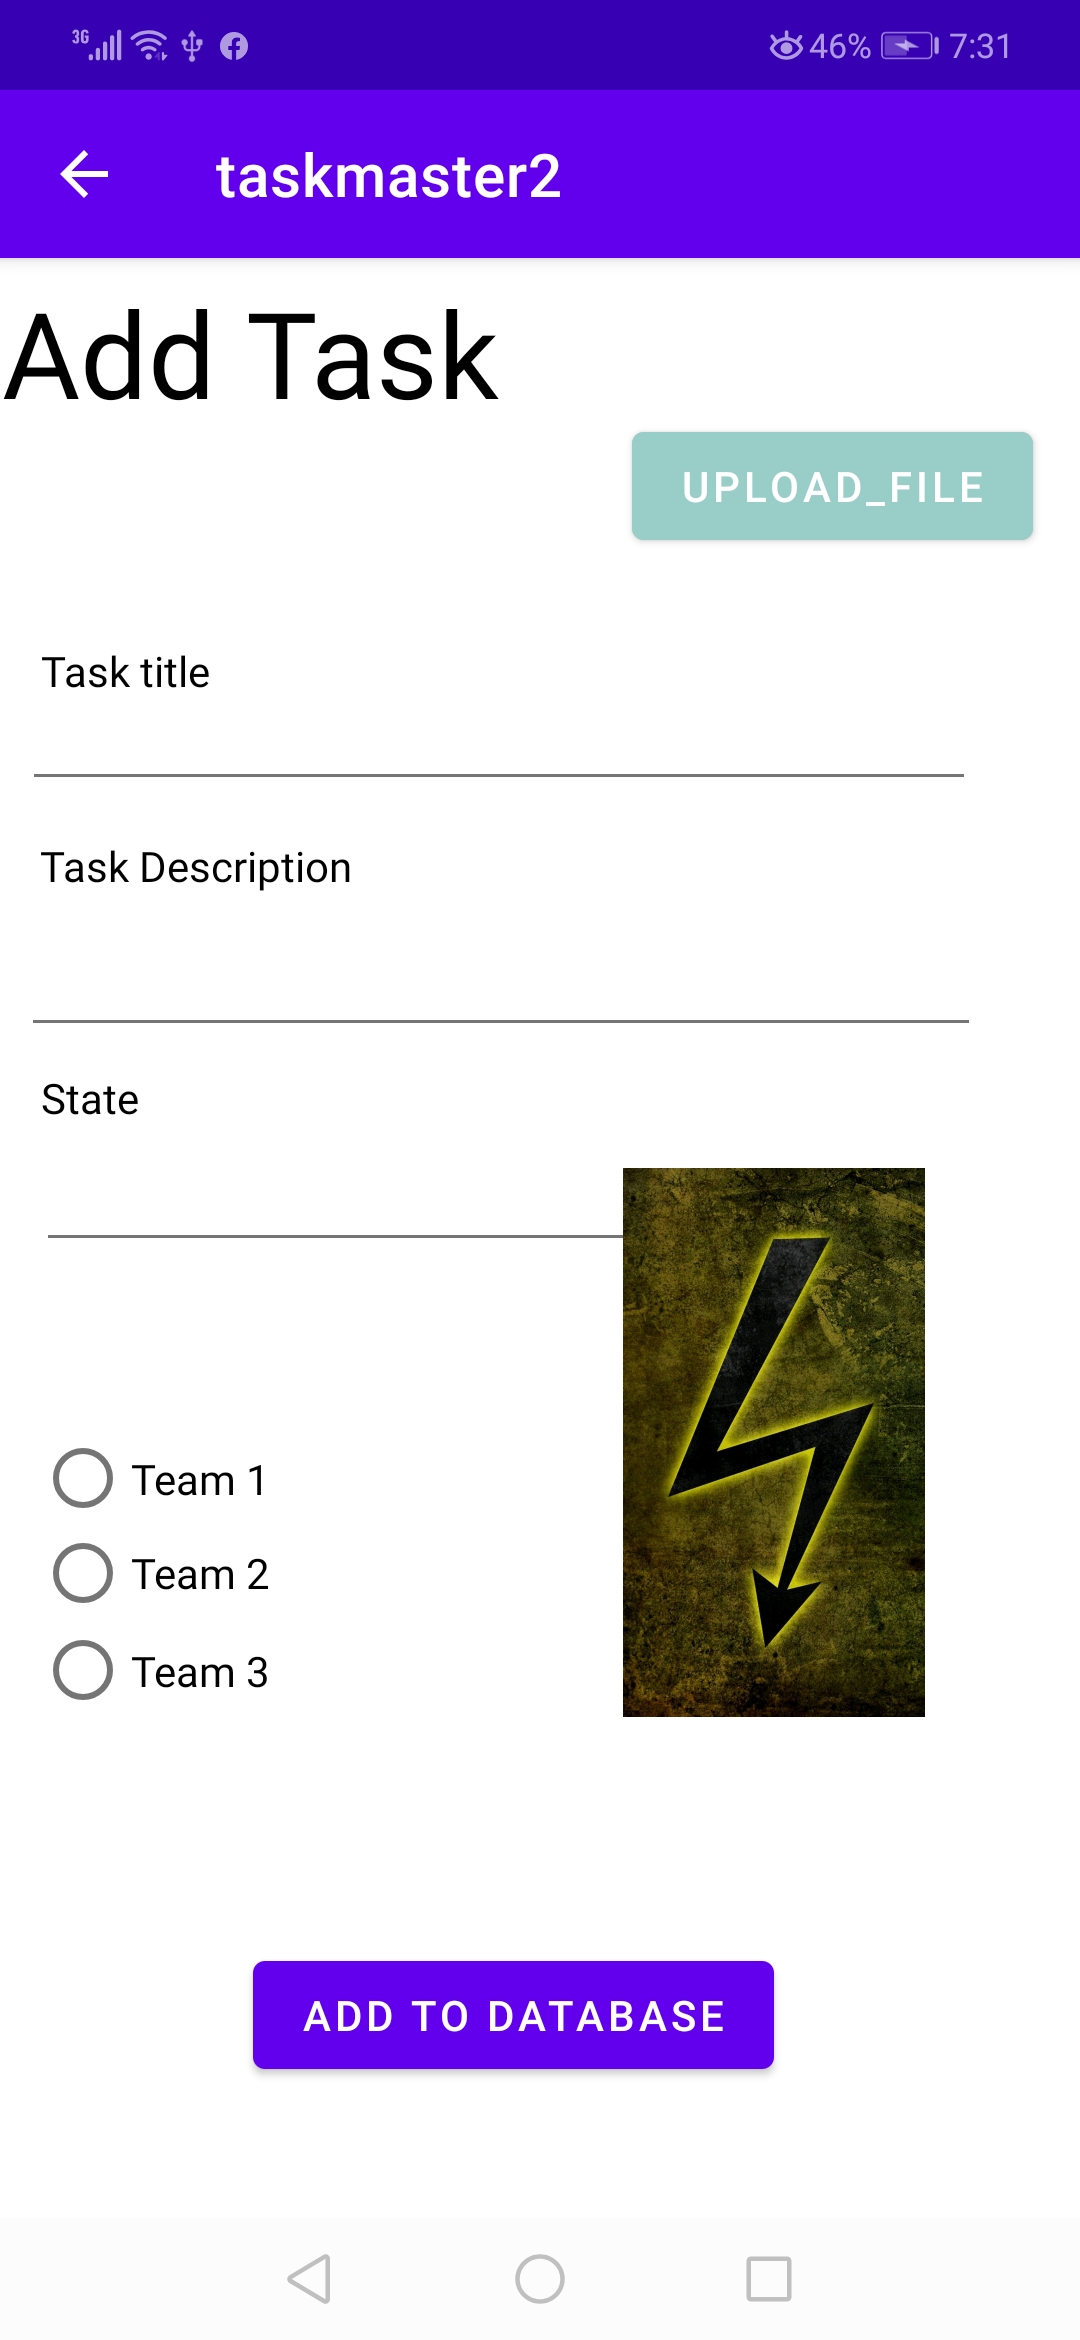 3G 46% 7:31
taskmaster2
Add Task
UPLOAD_FILE
Task title
Task Description
State
Team 1
Team 2
Team 3
ADD TO DATABASE